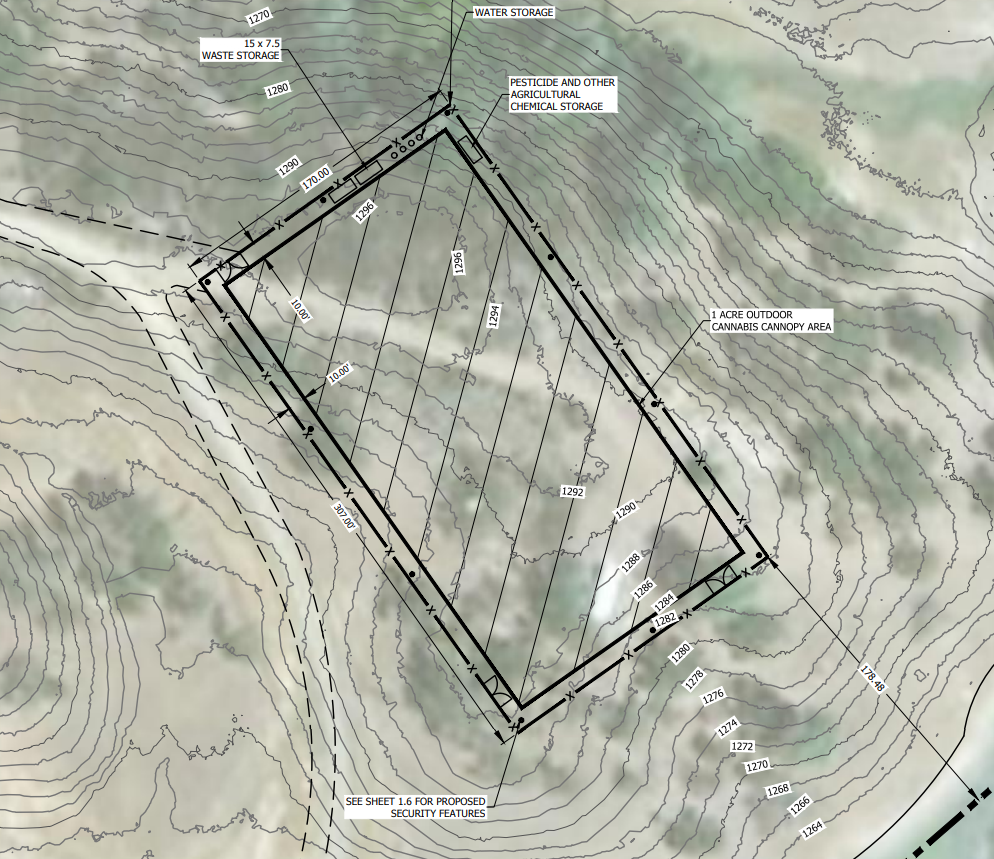 1270
WATER STORAGE
15 x 7.5
WASTE STORAGE
1280
PESTICIDE AND OTHER
AGRICULTURAL
CHEMICAL STORAGE
1290
170.00
1296
1296
10.00'
1294
1 ACRE OUTDOOR
CANNABIS CANNOPY AREA
10.00'
307.00'
1292
1290
1288
1286
1284
1282
1280
1278
1276
1274
1272
1270
1268
1266
1264
178.48
SEE SHEET 1.6 FOR PROPOSED
SECURITY FEATURES